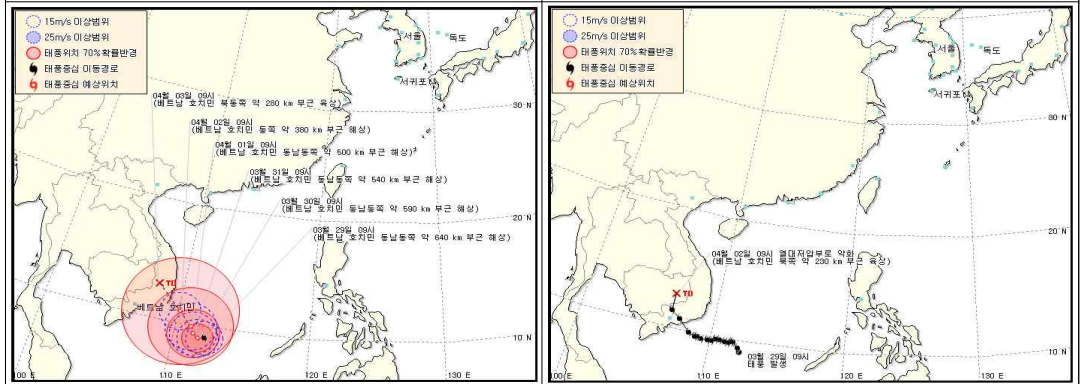 15m/s 이상범위
25m/s 이상범위
태풍위치 70%확률반경
태풍중심 이동경로
태풍중심 예상위치
서울
독도
서귀포
04월 03일 09시
(베트남 호치민 북동쪽 약 280 km 부근 육상)
04월 02일 09시
(베트남 호치민 동쪽 약 380 km 부근 해상)
04월 01일 09시
(베트남 호치민 동남동쪽 약 500 km 부근 해상)
03월 31일 09시
(베트남 호치민 동남동쪽 약 540 km 부근 해상)
03월 30일 09시
(베트남 호치민 동남동쪽 약 590 km 부근 해상)
03월 29일 09시
(베트남 호치민 동남동쪽 약 640 km 부근 해상)
TD
베트남 호치민
30 N
20 N
10 N
100 E
110 E
120 E
130 E
15m/s 이상범위
25m/s 이상범위
태풍위치 70%확률반경
태풍중심 이동경로
태풍중심 예상위치
서울
독도
서귀포
04월 02일 09시 열대저압부로 약화
(베트남 호치민 북쪽 약 230 km 부근 육상)
TD
03월 29일 09시
태풍 발생
30 N
20 N
10 N
100 E
110 E
120 E
130 E